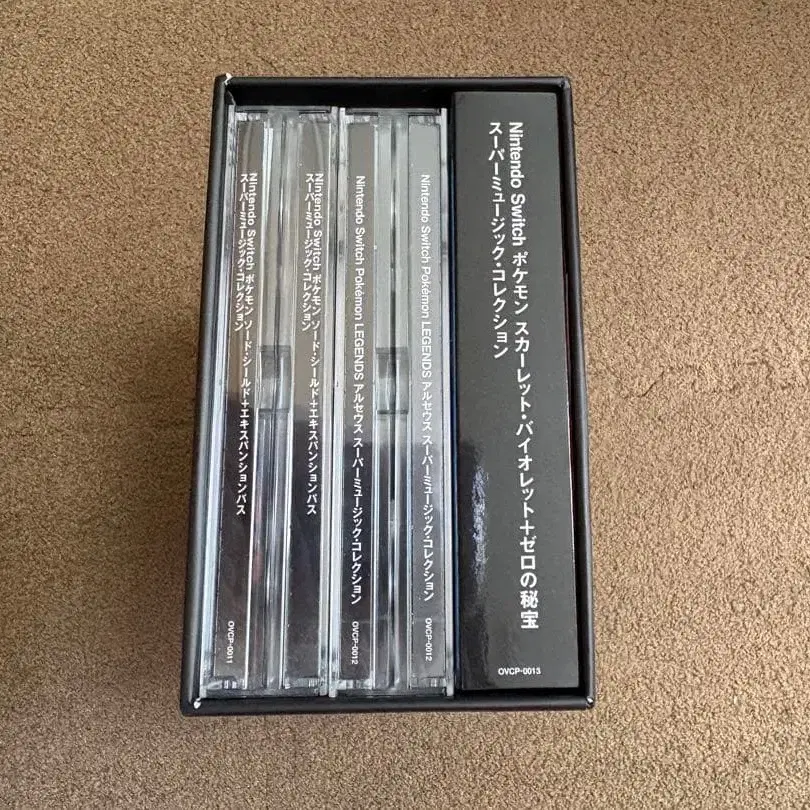 Nintendo Switch ポケモン ソード・シールド+エキスパンションパス
スーパーミュージック・コレクション
OVCP-0011
Nintendo Switch ポケモン ソード・シールド+エキスパンションパス
スーパーミュージック・コレクション
Nintendo Switch Pokémon LEGENDS アルセウス スーパーミュージック・コレクション
OVCP-0012
Nintendo Switch Pokémon LEGENDS アルセウス スーパーミュージック・コレクション
OVCP-0012
Nintendo Switch ポケモン スカーレット・バイオレット+ゼロの秘宝
スーパーミュージック・コレクション
OVCP-0013